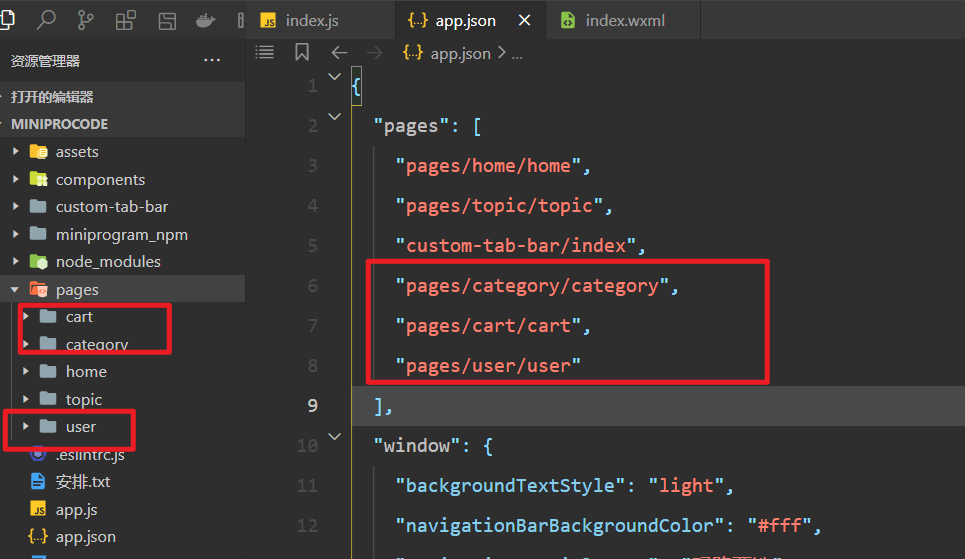 index.js
app.json
index.wxml
资源管理器
app.json > ...
打开的编辑器
MINIPROCODE
assets
components
custom-tab-bar
miniprogram_npm
node_modules
pages
cart
category
home
topic
user
.eslintrc.js
安排.txt
app.js
app.json
1 {
2 "pages": [
3 "pages/home/home",
4 "pages/topic/topic",
5 "custom-tab-bar/index",
6 "pages/category/category",
7 "pages/cart/cart",
8 "pages/user/user"
9 ],
10 "window": {
11 "backgroundTextStyle": "light",
12 "navigationBarBackgroundColor": "#fff",